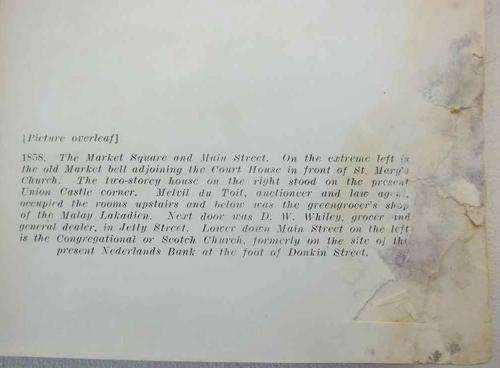 [Picture overleaf]
1858. The Market Square and Main Street. On the extreme left is
the old Market bell adjoining the Court House in front of St. Mary's
Church. The two-storey house on the right stood on the present
Union Castle corner. Melvil du Toit, auctioneer and law agent,
occupied the rooms upstairs and below was the greengrocer's shop
of the Malay Lakadien. Next door was D. W. Whiley, grocer and
general dealer, in Jetty Street. Lower down Main Street on the left
is the Congregational or Scotch Church, formerly on the site of the
present Nederlands Bank at the foot of Donkin Street.